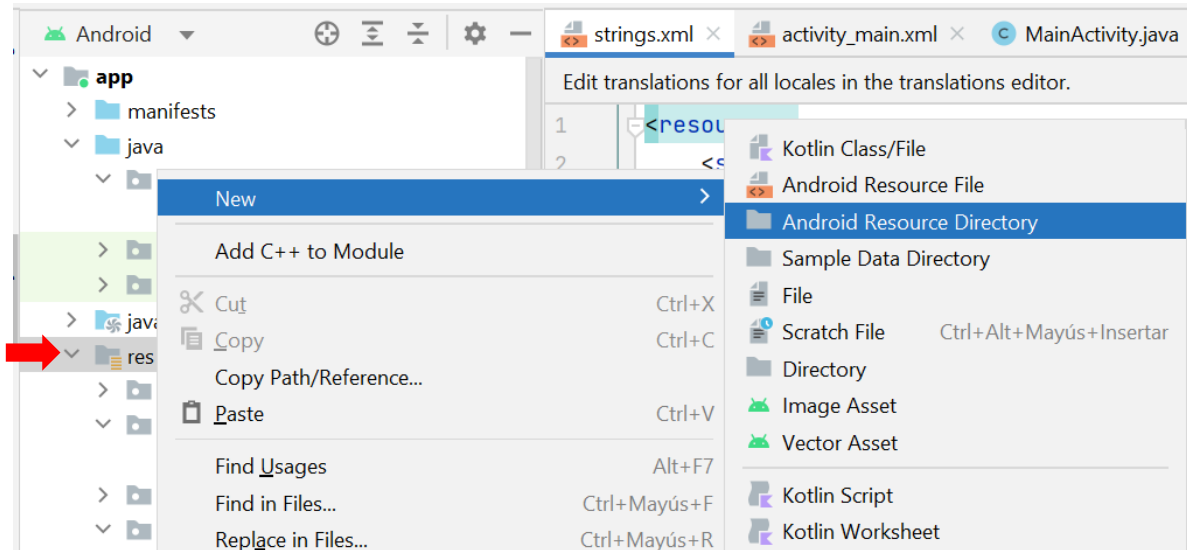 Android
strings.xml
activity_main.xml
MainActivity.java
app
Edit translations for all locales in the translations editor.
manifests
1
<resou
java
2
<s
New
Add C++ to Module
Cut Ctrl+X
Copy Ctrl+C
Copy Path/Reference...
Paste Ctrl+V
Find Usages Alt+F7
Find in Files... Ctrl+Mayús+F
Replace in Files... Ctrl+Mayús+R
java
res
Kotlin Class/File
Android Resource File
Android Resource Directory
Sample Data Directory
File
Scratch File Ctrl+Alt+Mayús+Insertar
Directory
Image Asset
Vector Asset
Kotlin Script
Kotlin Worksheet